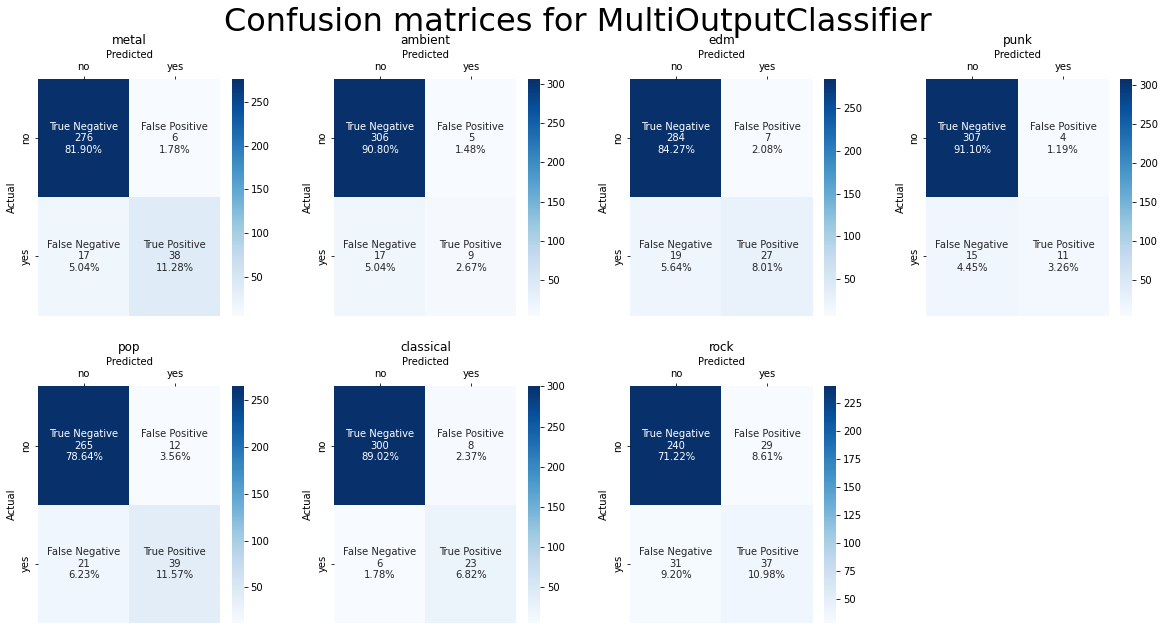 Confusion matrices for MultiOutputClassifier
metal
Predicted
no yes
Actual
no
True Negative
276
81.90%
False Positive
6
1.78%
yes
False Negative
17
5.04%
True Positive
38
11.28%
250
200
150
100
50
ambient
Predicted
no yes
Actual
no
True Negative
306
90.80%
False Positive
5
1.48%
yes
False Negative
17
5.04%
True Positive
9
2.67%
300
250
200
150
100
50
edm
Predicted
no yes
Actual
no
True Negative
284
84.27%
False Positive
7
2.08%
yes
False Negative
19
5.64%
True Positive
27
8.01%
250
200
150
100
50
punk
Predicted
no yes
Actual
no
True Negative
307
91.10%
False Positive
4
1.19%
yes
False Negative
15
4.45%
True Positive
11
3.26%
300
250
200
150
100
50
pop
Predicted
no yes
Actual
no
True Negative
265
78.64%
False Positive
12
3.56%
yes
False Negative
21
6.23%
True Positive
39
11.57%
250
200
150
100
50
classical
Predicted
no yes
Actual
no
True Negative
300
89.02%
False Positive
8
2.37%
yes
False Negative
6
1.78%
True Positive
23
6.82%
300
250
200
150
100
50
rock
Predicted
no yes
Actual
no
True Negative
240
71.22%
False Positive
29
8.61%
yes
False Negative
31
9.20%
True Positive
37
10.98%
225
200
175
150
125
100
75
50